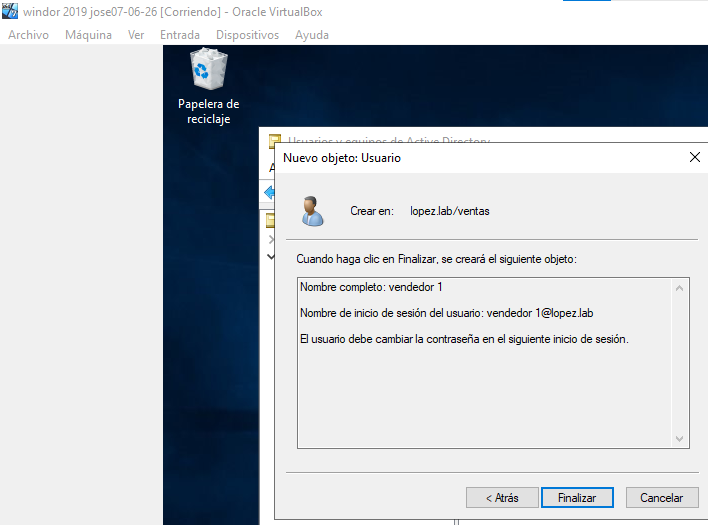 windor 2019 jose07-06-26 [Corriendo] - Oracle VirtualBox
Archivo Máquina Ver Entrada Dispositivos Ayuda
Papelera de
reciclaje
Usuarios y equipos de Active Directory
A
Nuevo objeto: Usuario
Crear en: lopez.lab/ventas
Cuando haga clic en Finalizar, se creará el siguiente objeto:
Nombre completo: vendedor 1
Nombre de inicio de sesión del usuario: vendedor 1@lopez.lab
El usuario debe cambiar la contraseña en el siguiente inicio de sesión.
< Atrás Finalizar Cancelar